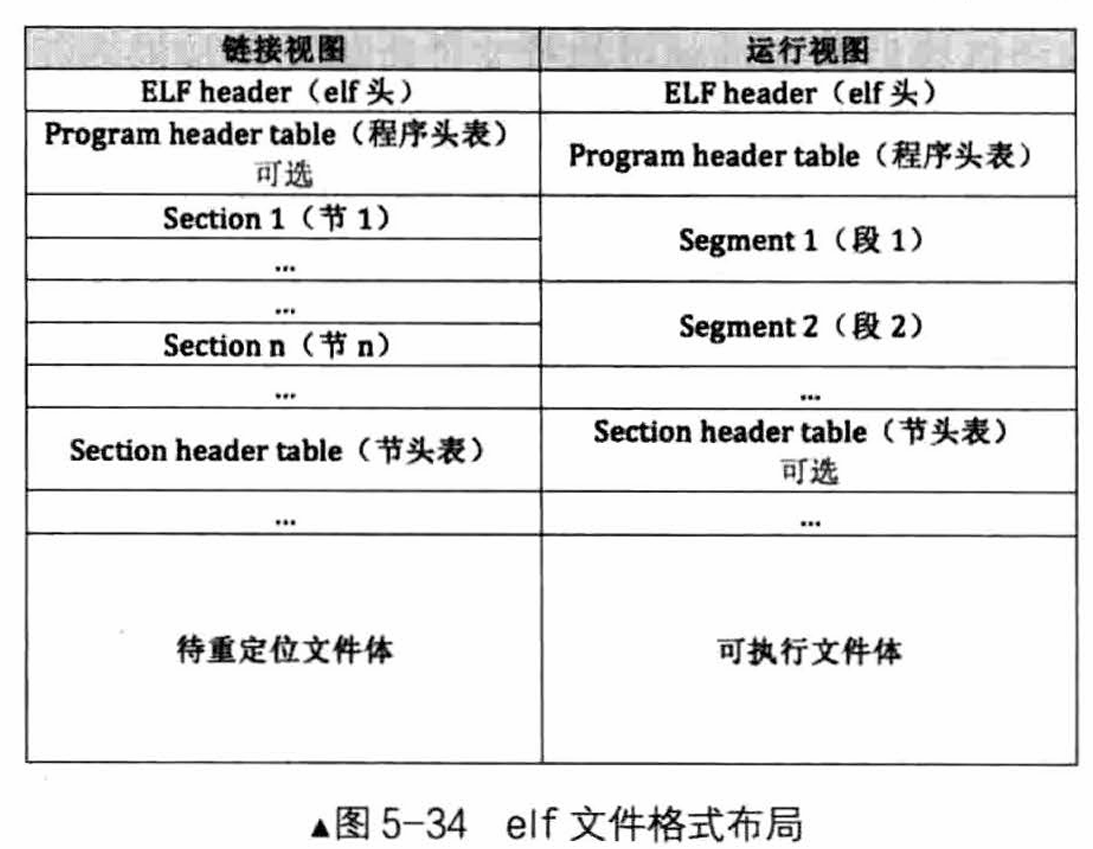 链接视图 运行视图
ELF header（elf 头） ELF header（elf 头）
Program header table（程序头表）
可选
Program header table（程序头表）
Section 1（节 1）
...
Segment 1（段 1）
...
Section n（节 n）
Segment 2（段 2）
... ...
Section header table（节头表）
Section header table（节头表）
可选
... ...
待重定位文件体 可执行文件体
▲图 5-34 elf 文件格式布局